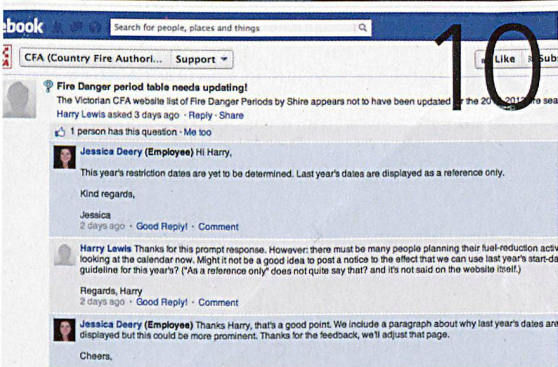 ebook
Search for people, places and things
10
CFA (Country Fire Authori...
Support
Like
Sub
Fire Danger period table needs updating!
The Victorian CFA website list of Fire Danger Periods by Shire appears not to have been updated the 20 2012 re sea
Harry Lewis asked 3 days ago · Reply · Share
1 person has this question · Me too
Jessica Deery (Employee) Hi Harry,
This year's restriction dates are yet to be determined. Last year's dates are displayed as a reference only.
Kind regards,
Jessica
2 days ago · Good Reply! · Comment
Harry Lewis Thanks for this prompt response. However: there must be many people planning their fuel-reduction activ
looking at the calendar now. Might it not be a good idea to post a notice to the effect that we can use last year's start-da
guideline for this year's? ("As a reference only" does not quite say that? and it's not said on the website itself.)
Regards, Harry
2 days ago · Good Reply! · Comment
Jessica Deery (Employee) Thanks Harry, that's a good point. We include a paragraph about why last year's dates are
displayed but this could be more prominent. Thanks for the feedback, we'll adjust that page.
Cheers,